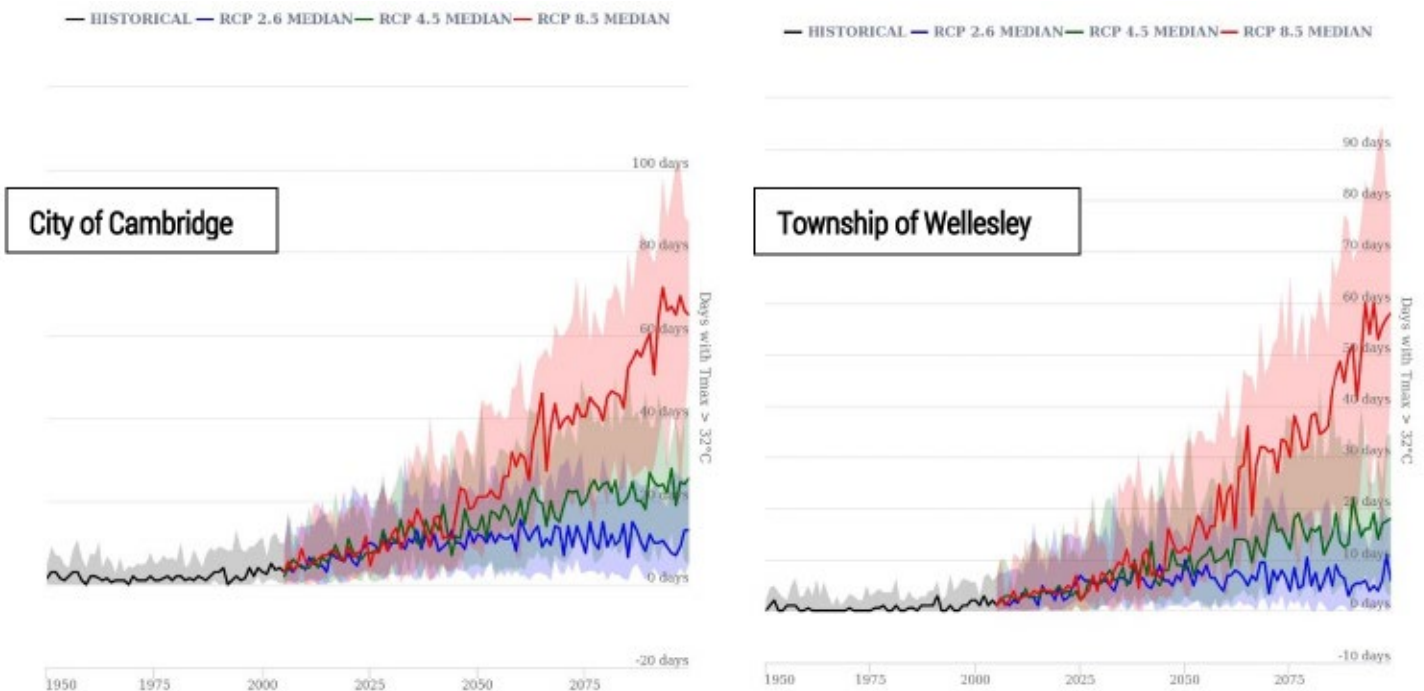 HISTORICAL RCP 2.6 MEDIAN RCP 4.5 MEDIAN RCP 8.5 MEDIAN
100 days
80 days
60 days
40 days
0 days
-20 days
Days with Tmax > 32°C
City of Cambridge
1950 1975 2000 2025 2050 2075
HISTORICAL RCP 2.6 MEDIAN RCP 4.5 MEDIAN RCP 8.5 MEDIAN
90 days
80 days
70 days
60 days
50 days
40 days
30 days
20 days
10 days
0 days
-10 days
Days with Tmax > 32°C
Township of Wellesley
1950 1975 2000 2025 2050 2075